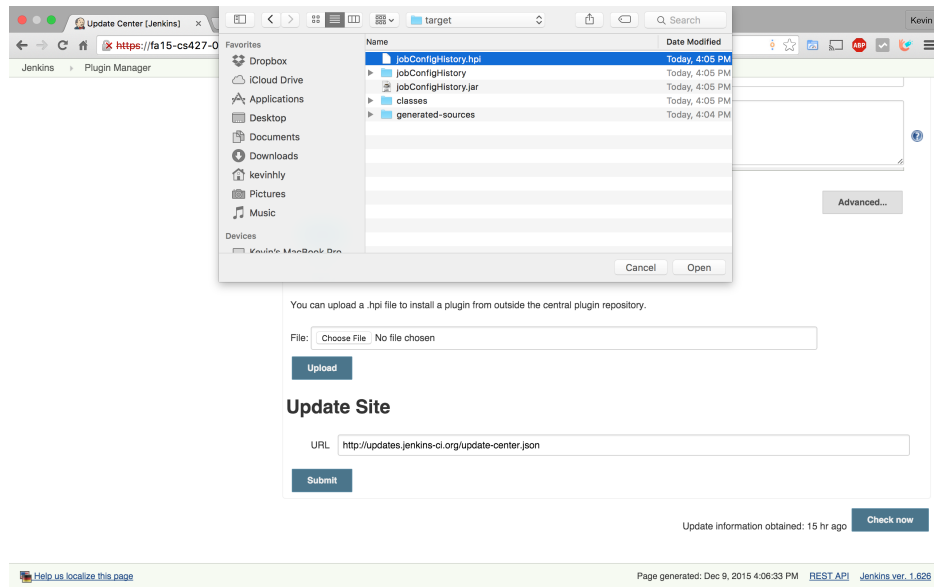 Update Center [Jenkins]
target
Search
Kevin
https://fa15-cs427-0
Jenkins
Plugin Manager
Favorites
Dropbox
iCloud Drive
Applications
Desktop
Documents
Downloads
kevinhly
Pictures
Music
Devices
Kevin's MacBook Pro
Name Date Modified
jobConfigHistory.hpi Today, 4:05 PM
jobConfigHistory Today, 4:05 PM
jobConfigHistory.jar Today, 4:05 PM
classes Today, 4:05 PM
generated-sources Today, 4:04 PM
ABP
Advanced...
Cancel Open
You can upload a .hpi file to install a plugin from outside the central plugin repository.
File: Choose File No file chosen
Upload
Update Site
URL http://updates.jenkins-ci.org/update-center.json
Submit
Update information obtained: 15 hr ago Check now
Help us localize this page Page generated: Dec 9, 2015 4:06:33 PM REST API Jenkins ver. 1.626